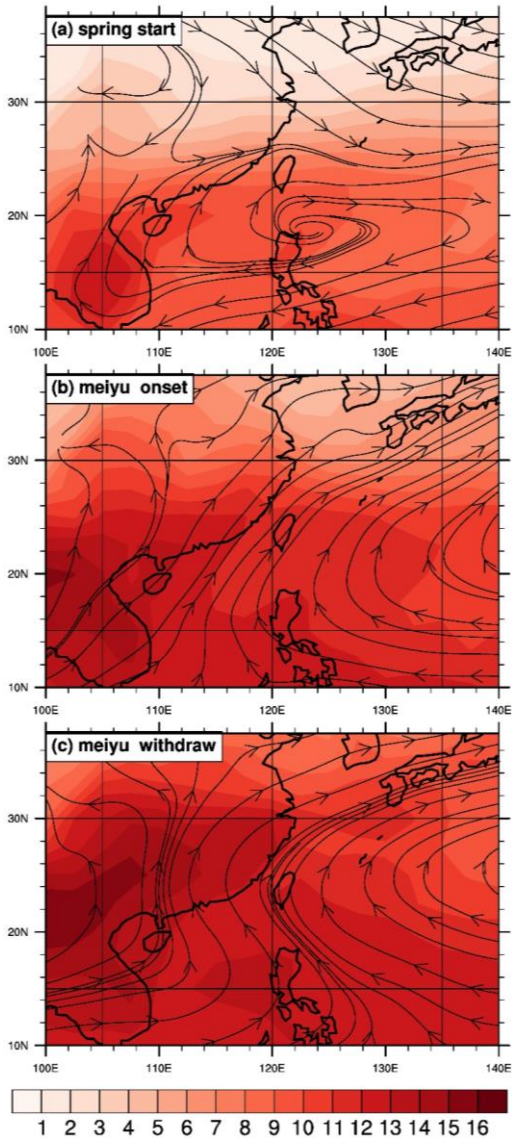 (a) spring start
30N
20N
10N
100E 110E 120E 130E 140E
(b) meiyu onset
30N
20N
10N
100E 110E 120E 130E 140E
(c) meiyu withdraw
30N
20N
10N
100E 110E 120E 130E 140E
1 2 3 4 5 6 7 8 9 10 11 12 13 14 15 16